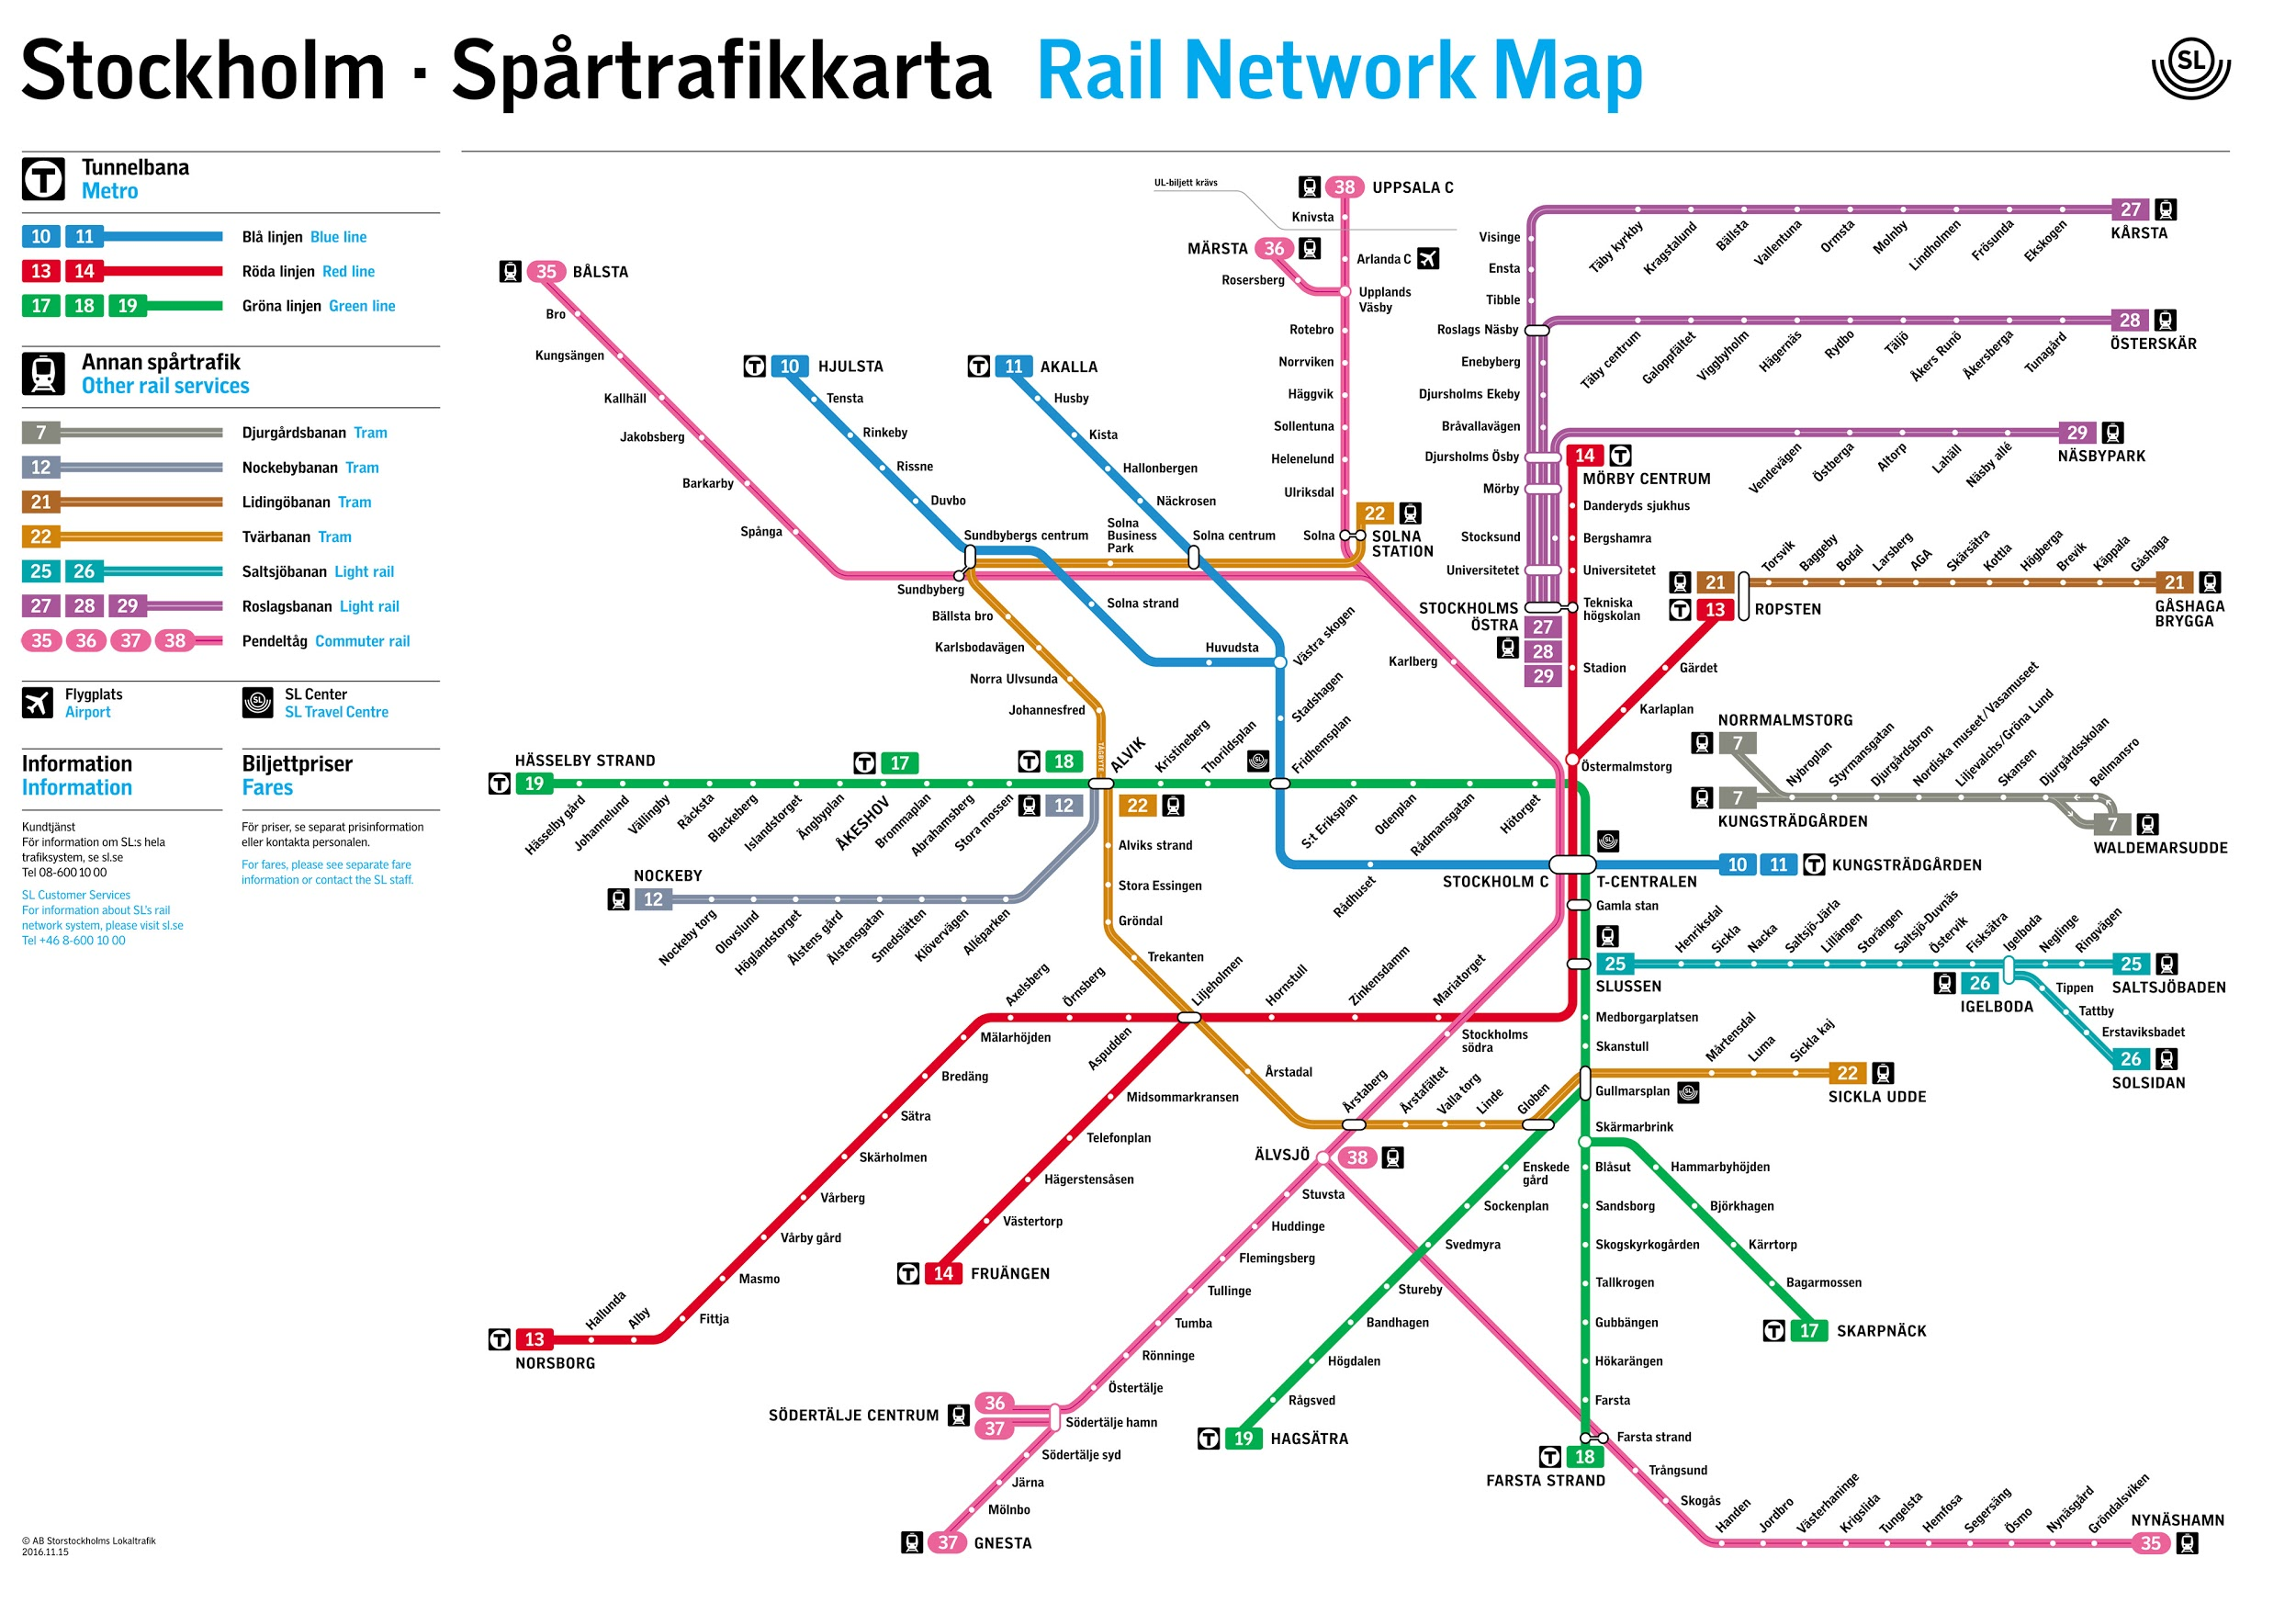 Stockholm · Spårtrafikkarta Rail Network Map
SL
T
Tunnelbana
Metro
10 11 Blå linjen Blue line
13 14 Röda linjen Red line
17 18 19 Gröna linjen Green line
Annan spårtrafik
Other rail services
7 Djurgårdsbanan Tram
12 Nockebybanan Tram
21 Lidingöbanan Tram
22 Tvärbanan Tram
25 26 Saltsjöbanan Light rail
27 28 29 Roslagsbanan Light rail
35 36 37 38 Pendeltåg Commuter rail
Flygplats
Airport
SL Center
SL Travel Centre
Information
Information
Kundtjänst
För information om SL:s hela
trafiksystem, se sl.se
Tel 08-600 10 00
SL Customer Services
For information about SL's rail
network system, please visit sl.se
Tel +46 8-600 10 00
Biljettpriser
Fares
För priser, se separat prisinformation
eller kontakta personalen.
For fares, please see separate fare
information or contact the SL staff.
© AB Storstockholms Lokaltrafik
2016.11.15
UL-biljett krävs
38 UPPSALA C
Knivsta
MÄRSTA 36
Arlanda C
Rosersberg
Upplands
Väsby
Rotebro
Norrviken
Häggvik
Sollentuna
Helenelund
Ulriksdal
Solna
22
SOLNA
STATION
Karlberg
35 BÅLSTA
Bro
Kungsängen
Kallhäll
Jakobsberg
Barkarby
Spånga
Sundbyberg
T 10 HJULSTA
Tensta
Rinkeby
Rissne
Duvbo
Sundbybergs centrum
Solna strand
Huvudsta
T 11 AKALLA
Husby
Kista
Hallonbergen
Näckrosen
Solna centrum
Solna
Business
Park
Västra skogen
Stadshagen
Fridhemsplan
Rådhuset
Bällsta bro
Karlsbodavägen
Norra Ulvsunda
Johannesfred
TÅGBYTE
ALVIK
Visinge
Ensta
Tibble
Roslags Näsby
Enebyberg
Djursholms Ekeby
Bråvallavägen
Djursholms Ösby
Mörby
Stocksund
Universitetet
STOCKHOLMS
ÖSTRA
27
28
29
Täby kyrkby
Kragstalund
Bällsta
Vallentuna
Ormsta
Molnby
Lindholmen
Frösunda
Ekskogen
27
KÅRSTA
Täby centrum
Galoppfältet
Viggbyholm
Hägernäs
Rydbo
Täljö
Åkers Runö
Åkersberga
Tunagård
28
ÖSTERSKÄR
Vendevägen
Östberga
Altorp
Lahäll
Näsby allé
29
NÄSBYPARK
14 T
MÖRBY CENTRUM
Danderyds sjukhus
Bergshamra
Universitetet
Tekniska
högskolan
Stadion
Östermalmstorg
21
T 13 ROPSTEN
Gärdet
Karlaplan
Torsvik
Baggeby
Bodal
Larsberg
AGA
Skärsätra
Kottla
Högberga
Brevik
Käppala
Gåshaga
21
GÅSHAGA
BRYGGA
NORRMALMSTORG
7
7
KUNGSTRÄDGÅRDEN
Nybroplan
Styrmansgatan
Djurgårdsbron
Nordiska museet/Vasamuseet
Liljevalchs/Gröna Lund
Skansen
Djurgårdsskolan
Bellmansro
7
WALDEMARSUDDE
HÄSSELBY STRAND
T 19
Hässelby gård
Johannelund
Vällingby
Råcksta
Blackeberg
Islandstorget
Ängbyplan
T 17
ÅKESHOV
Brommaplan
Abrahamsberg
Stora mossen
T 18
Kristineberg
Thorildsplan
SL
S:t Eriksplan
Odenplan
Rådmansgatan
Hötorget
12
22
NOCKEBY
12
Nockeby torg
Olovslund
Höglandstorget
Ålstens gård
Ålstensgatan
Smedslätten
Klövervägen
Alléparken
Alviks strand
Stora Essingen
Gröndal
Trekanten
Liljeholmen
Årstadal
Årstaberg
Årstafältet
Valla torg
Linde
Globen
Mårtensdal
Luma
Sickla kaj
22
SICKLA UDDE
SL
STOCKHOLM C
T-CENTRALEN
10 11 T KUNGSTRÄDGÅRDEN
Gamla stan
25
SLUSSEN
Henriksdal
Sickla
Nacka
Saltsjö-Järla
Lillängen
Storängen
Saltsjö-Duvnäs
Östervik
Fisksätra
Igelboda
Neglinge
Ringvägen
25
SALTSJÖBADEN
26
IGELBODA
Tippen
Tattby
Erstaviksbadet
26
SOLSIDAN
Medborgarplatsen
Skanstull
Gullmarsplan
SL
Skärmarbrink
Blåsut
Sandsborg
Skogskyrkogården
Tallkrogen
Gubbängen
Hökarängen
Farsta
T 18
FARSTA STRAND
Hammarbyhöjden
Björkhagen
Kärrtorp
Bagarmossen
T 17 SKARPNÄCK
Enskede
gård
Sockenplan
Svedmyra
Stureby
Bandhagen
Högdalen
Rågsved
T 19 HAGSÄTRA
Mariatorget
Zinkensdamm
Hornstull
Aspudden
Örnsberg
Axelsberg
Mälarhöjden
Bredäng
Sätra
Skärholmen
Vårberg
Vårby gård
Masmo
Fittja
Alby
Hallunda
T 13
NORSBORG
Midsommarkransen
Telefonplan
Hägerstensåsen
Västertorp
T 14 FRUÄNGEN
Stockholms
södra
ÄLVSJÖ 38
Stuvsta
Huddinge
Flemingsberg
Tullinge
Tumba
Rönninge
Östertälje
SÖDERTÄLJE CENTRUM
36
37
Södertälje hamn
Södertälje syd
Järna
Mölnbo
37 GNESTA
Farsta strand
Trångsund
Skogås
Handen
Jordbro
Västerhaninge
Krigslida
Tungelsta
Hemfosa
Segersäng
Ösmo
Nynäsgård
Gröndalsviken
NYNÄSHAMN
35